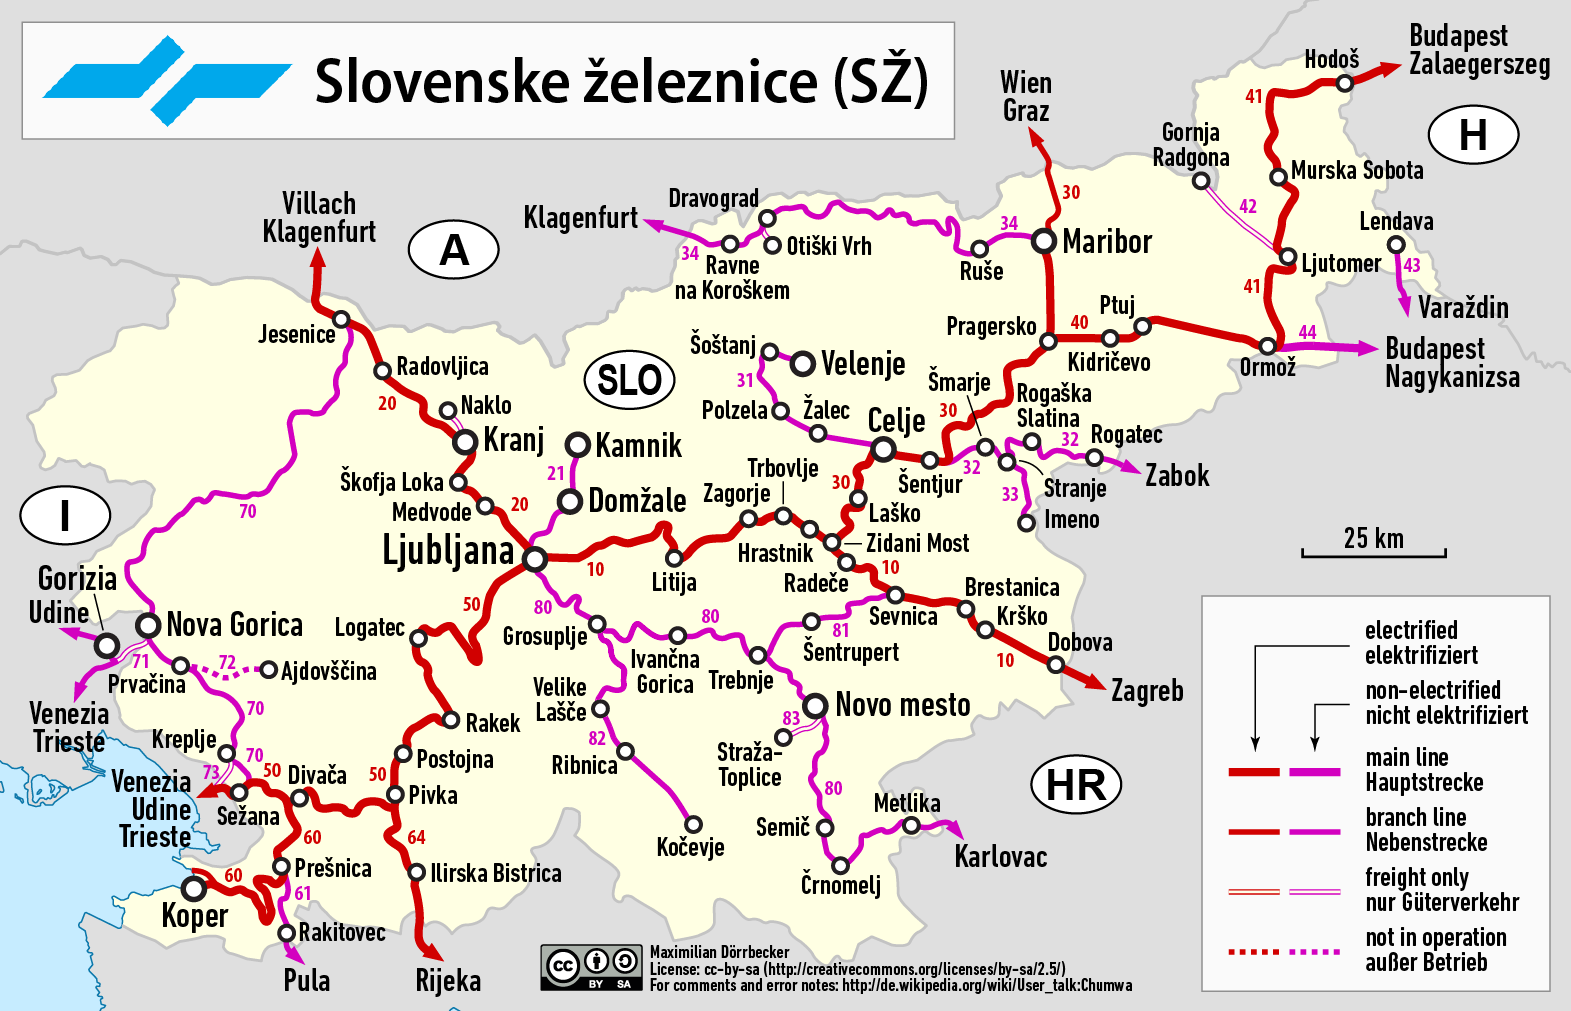 Slovenske železnice (SŽ)
Budapest
Zalaegerszeg
Hodoš
41
H
Wien
Graz
Gornja
Radgona
Murska Sobota
42
30
Lendava
43
Ljutomer
41
Varaždin
Villach
Klagenfurt
A
Klagenfurt
Dravograd
34
Ravne
na Koroškem
Otiški Vrh
34
Ruše
Maribor
Ptuj
40
Pragersko
Kidričevo
Ormož
44
Budapest
Nagykanizsa
Jesenice
Radovljica
20
Naklo
Kranj
SLO
Šoštanj
Velenje
31
Polzela
Žalec
Celje
Šmarje
30
Rogaška
Slatina
32
Rogatec
Zabok
32
Šentjur
33
Stranje
Imeno
Kamnik
21
Domžale
Škofja Loka
Medvode
20
Trbovlje
Zagorje
30
Laško
Zidani Most
Hrastnik
Radeče
10
I
70
Ljubljana
10
Litija
25 km
Gorizia
Udine
Nova Gorica
71
72
Prvačina
Ajdovščina
Venezia
Trieste
70
Logatec
50
80
Grosuplje
80
Ivančna
Gorica
Trebnje
81
Šentrupert
Sevnica
Brestanica
Krško
10
Dobova
Zagreb
Velike
Lašče
82
Ribnica
Kočevje
Novo mesto
83
Straža-
Toplice
80
Semič
Črnomelj
Metlika
Karlovac
HR
Kreplje
70
73
50
Venezia
Udine
Trieste
Sežana
Divača
50
Rakek
Postojna
Pivka
60
64
Prešnica
60
61
Koper
Rakitovec
Pula
Ilirska Bistrica
Rijeka
electrified
elektrifiziert
non-electrified
nicht elektrifiziert
main line
Hauptstrecke
branch line
Nebenstrecke
freight only
nur Güterverkehr
not in operation
außer Betrieb
cc
BY SA
Maximilian Dörrbecker
License: cc-by-sa (http://creativecommons.org/licenses/by-sa/2.5/)
For comments and error notes: http://de.wikipedia.org/wiki/User_talk:Chumwa